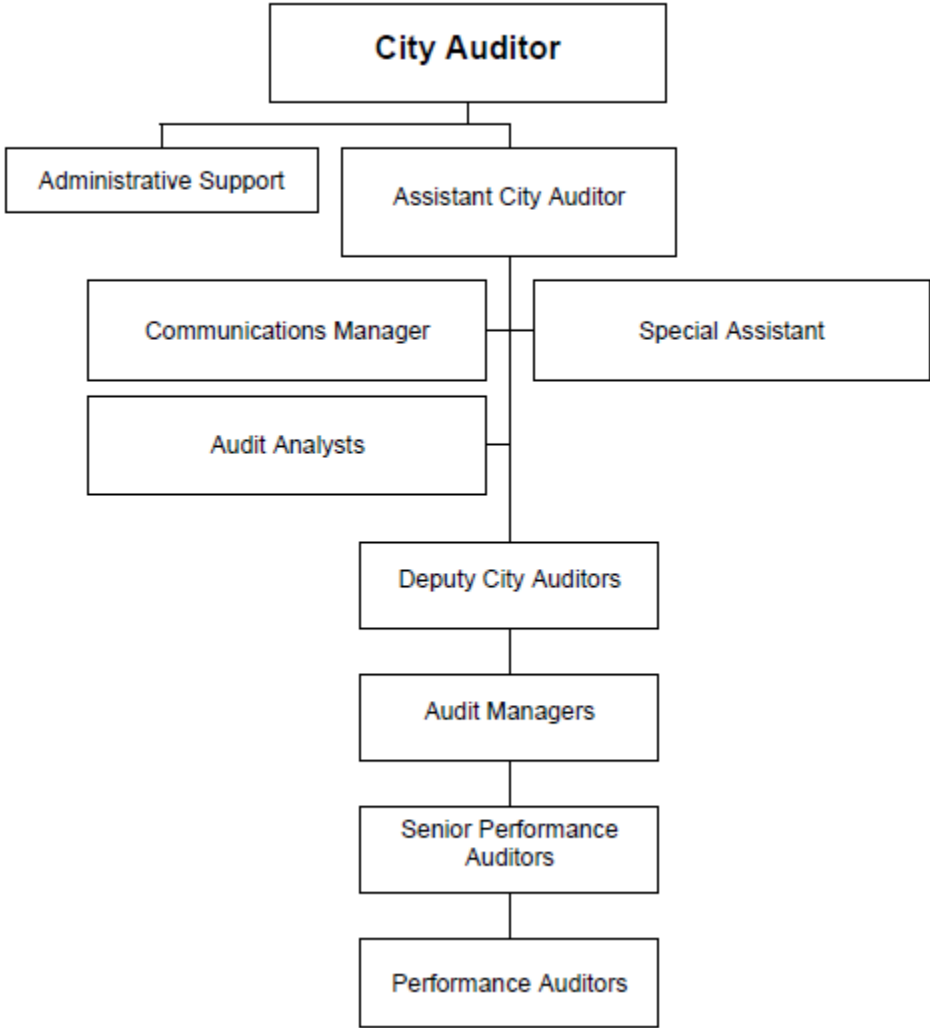 City Auditor
Administrative Support
Assistant City Auditor
Communications Manager
Special Assistant
Audit Analysts
Deputy City Auditors
Audit Managers
Senior Performance
Auditors
Performance Auditors